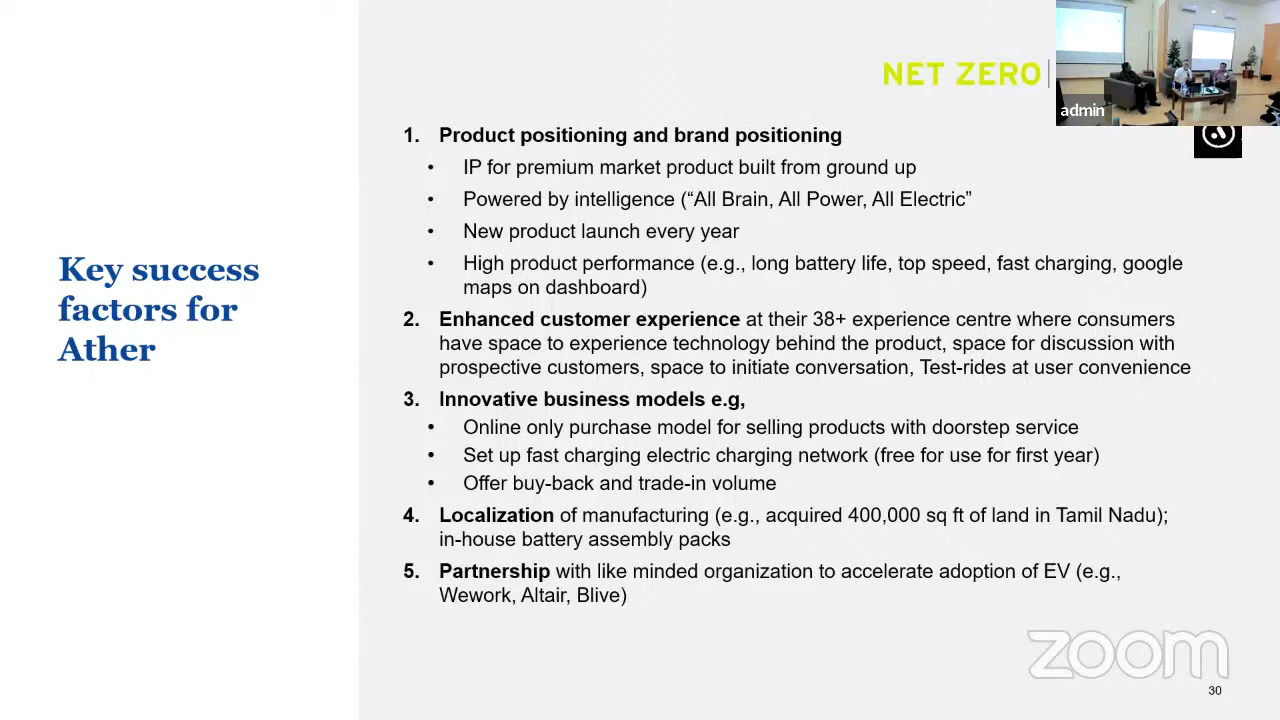 NET ZERO
admin
Key success
factors for
Ather
1. Product positioning and brand positioning
• IP for premium market product built from ground up
• Powered by intelligence (“All Brain, All Power, All Electric”
• New product launch every year
• High product performance (e.g., long battery life, top speed, fast charging, google
maps on dashboard)
2. Enhanced customer experience at their 38+ experience centre where consumers
have space to experience technology behind the product, space for discussion with
prospective customers, space to initiate conversation, Test-rides at user convenience
3. Innovative business models e.g,
• Online only purchase model for selling products with doorstep service
• Set up fast charging electric charging network (free for use for first year)
• Offer buy-back and trade-in volume
4. Localization of manufacturing (e.g., acquired 400,000 sq ft of land in Tamil Nadu);
in-house battery assembly packs
5. Partnership with like minded organization to accelerate adoption of EV (e.g.,
Wework, Altair, Blive)
zoom
30